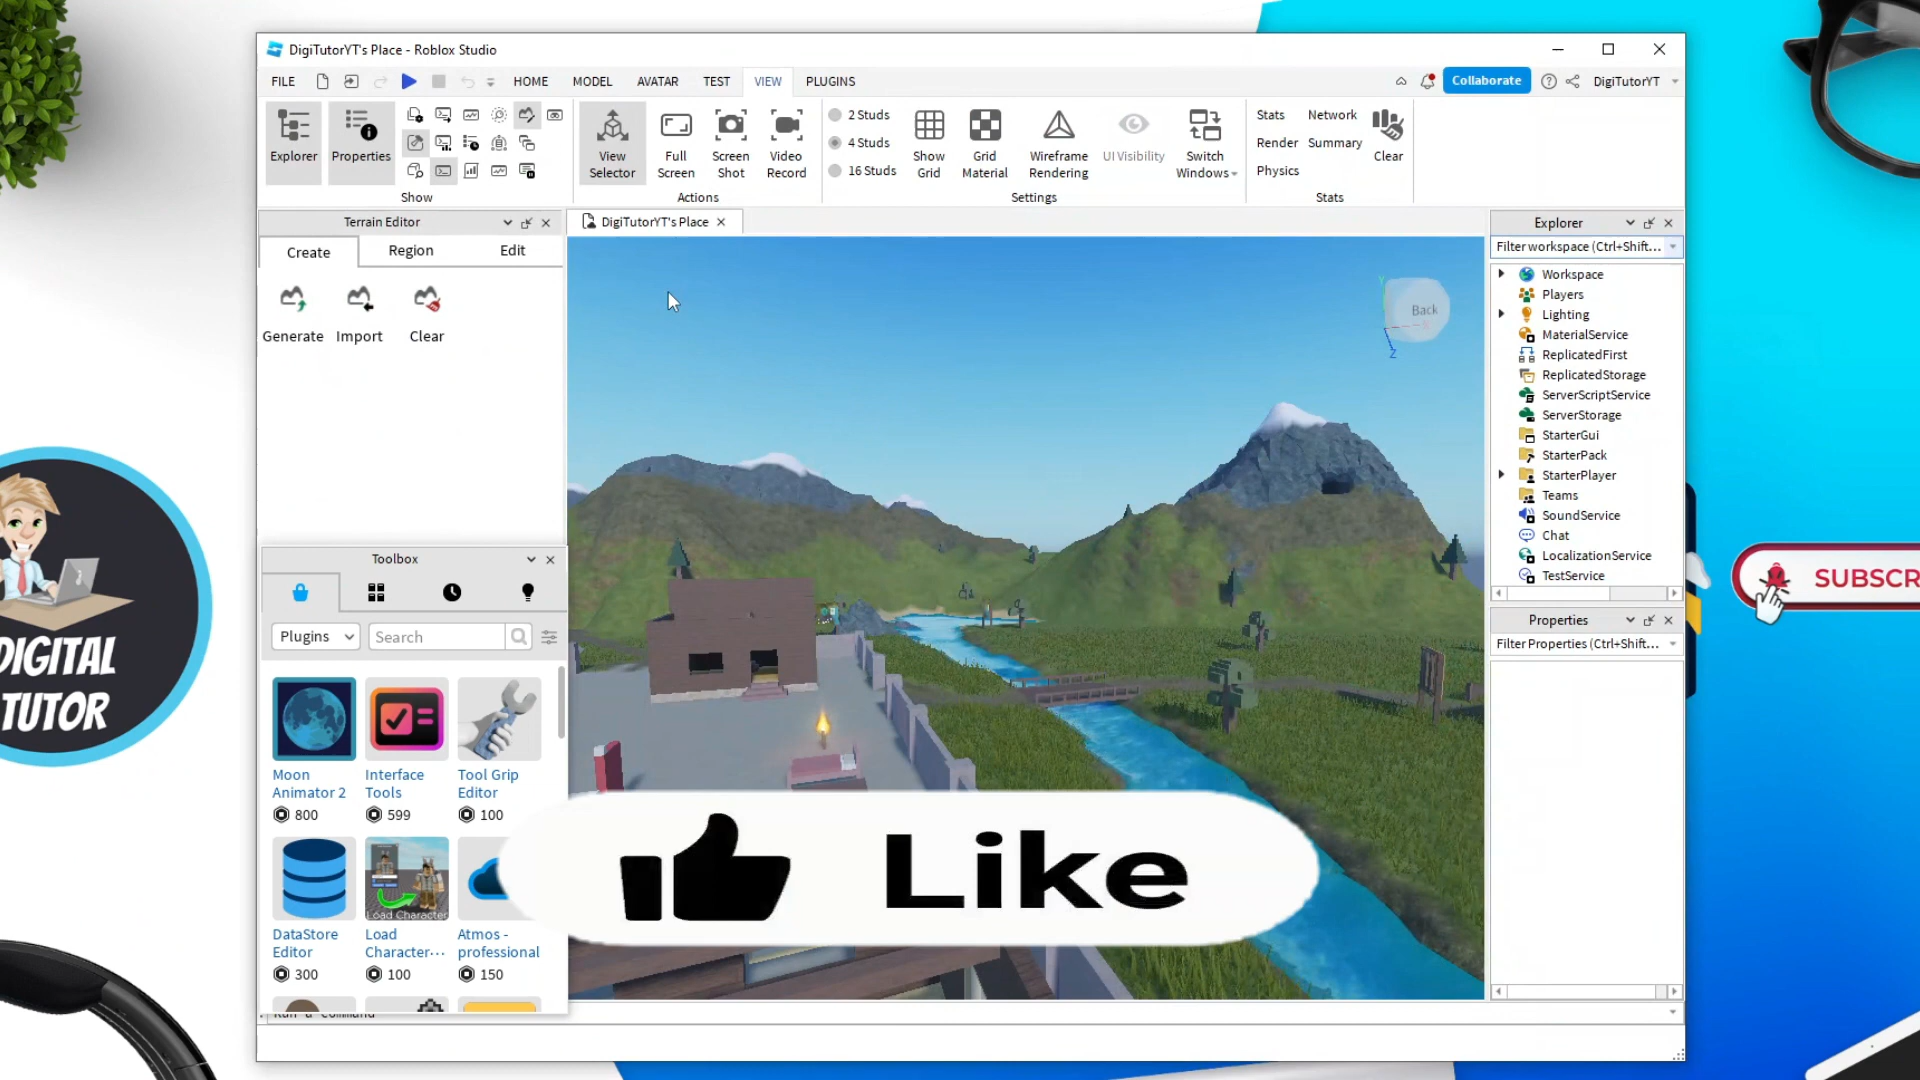 DigiTutorYT's Place - Roblox Studio
FILE HOME MODEL AVATAR TEST VIEW PLUGINS Collaborate DigiTutorYT
Explorer Properties View Selector Full Screen Screen Shot Video Record
2 Studs
4 Studs
16 Studs
Show Grid Grid Material Wireframe Rendering UI Visibility Switch Windows
Stats Network
Render Summary
Physics
Clear
Show Actions Settings Stats
Terrain Editor
Create Region Edit
Generate Import Clear
DigiTutorYT's Place
Back
Y
Z
Explorer
Filter workspace (Ctrl+Shift...
Workspace
Players
Lighting
MaterialService
ReplicatedFirst
ReplicatedStorage
ServerScriptService
ServerStorage
StarterGui
StarterPack
StarterPlayer
Teams
SoundService
Chat
LocalizationService
TestService
Properties
Filter Properties (Ctrl+Shift...
Toolbox
Plugins Search
Moon Animator 2
800
Interface Tools
599
Tool Grip Editor
100
Load Character
DataStore Editor
300
Load Character...
100
Atmos - professional
150
Run a command
Like
DIGITAL
TUTOR
SUBSCR